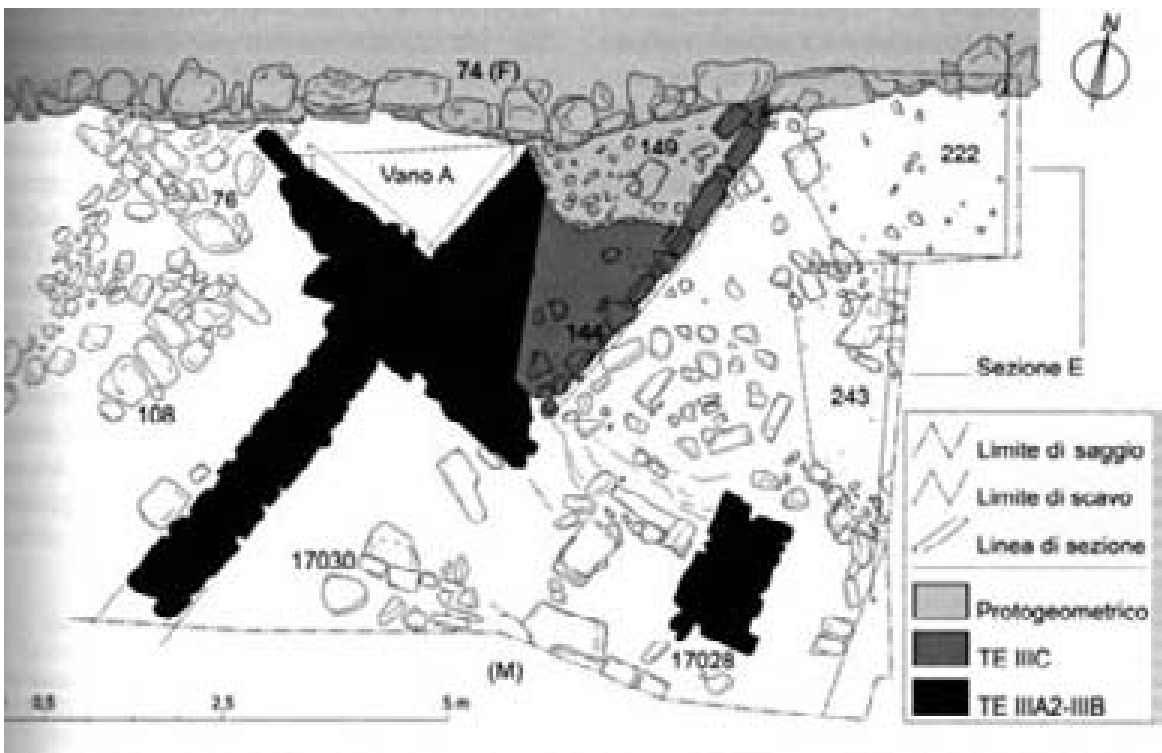 N
74 (F)
149
222
Vano A
76
144
Sezione E
243
108
Limite di saggio
Limite di scavo
Linea di sezione
17030
Protogeometrico
TE IIIC
(M)
17028
0,5
2,5
5 m
TE IIIA2-IIIB